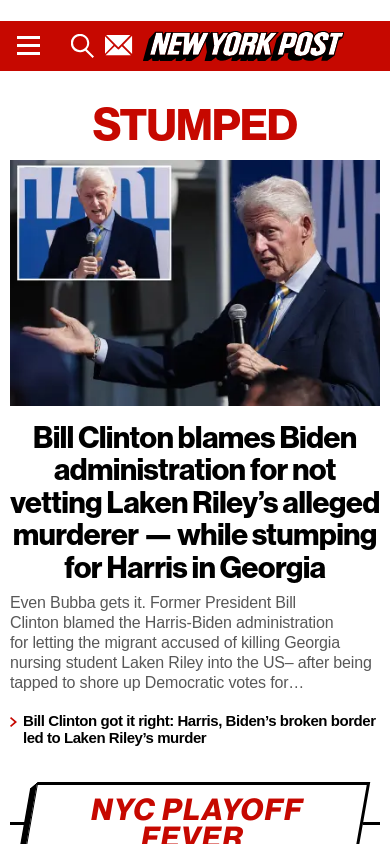 NEW YORK POST
STUMPED
HARR
HARR
Bill Clinton blames Biden
administration for not
vetting Laken Riley’s alleged
murderer — while stumping
for Harris in Georgia
Even Bubba gets it. Former President Bill
Clinton blamed the Harris-Biden administration
for letting the migrant accused of killing Georgia
nursing student Laken Riley into the US– after being
tapped to shore up Democratic votes for…
Bill Clinton got it right: Harris, Biden’s broken border
led to Laken Riley’s murder
NYC PLAYOFF
FEVER